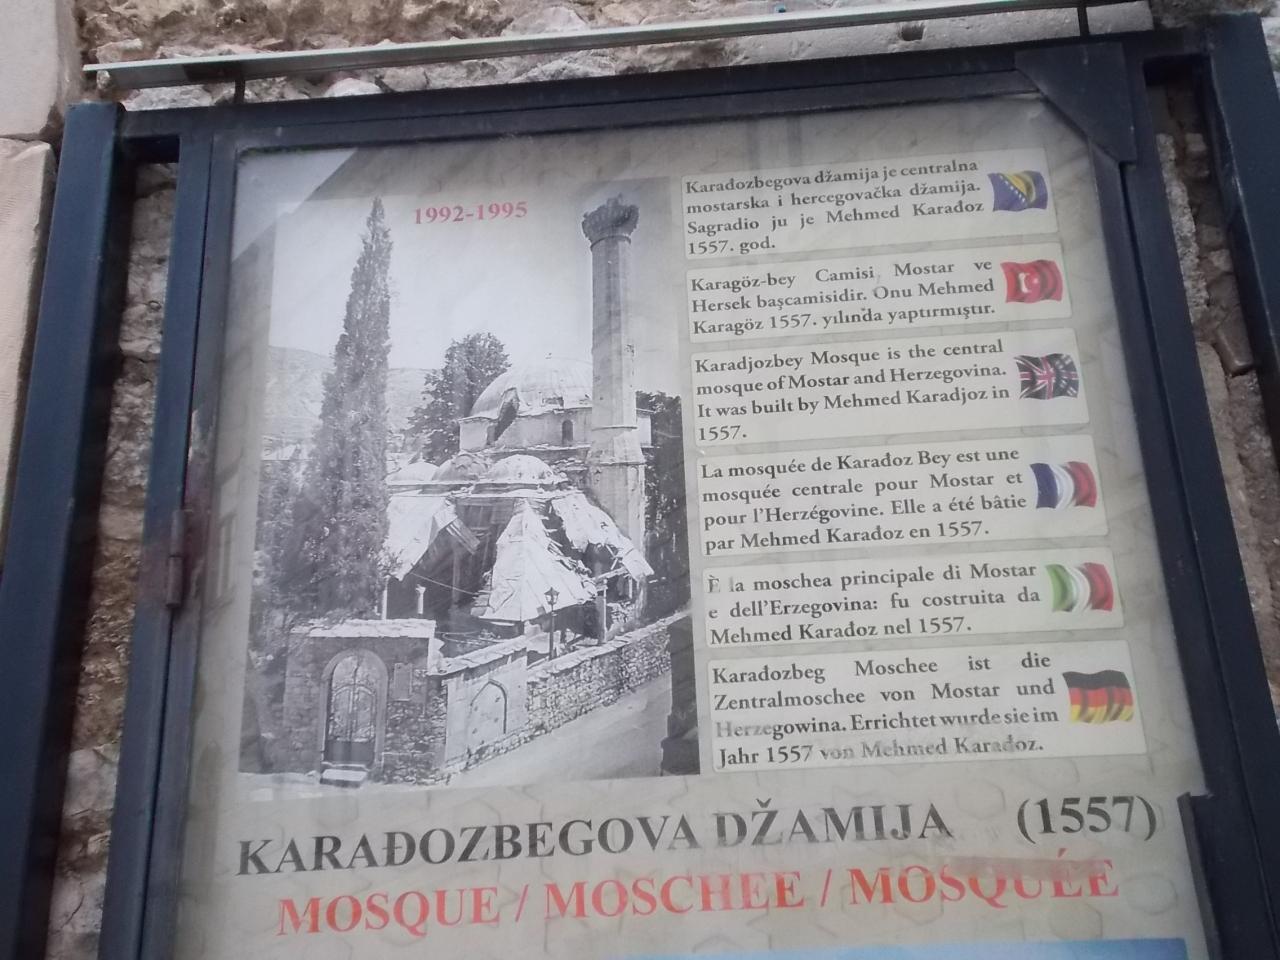 1992-1995
Karađozbegova džamija je centralna
mostarska i hercegovačka džamija.
Sagradio ju je Mehmed Karađoz
1557. god.
Karagöz-bey Camisi Mostar ve
Hersek başcamisidir. Onu Mehmed
Karagöz 1557. yılında yaptırmıştır.
Karadjozbey Mosque is the central
mosque of Mostar and Herzegovina.
It was built by Mehmed Karadjoz in
1557.
La mosquée de Karađoz Bey est une
mosquée centrale pour Mostar et
pour l'Herzégovine. Elle a été bâtie
par Mehmed Karađoz en 1557.
È la moschea principale di Mostar
e dell'Erzegovina: fu costruita da
Mehmed Karađoz nel 1557.
Karađozbeg Moschee ist die
Zentralmoschee von Mostar und
Herzegowina. Errichtet wurde sie im
Jahr 1557 von Mehmed Karađoz.
KARAĐOZBEGOVA DŽAMIJA (1557)
MOSQUE / MOSCHEE / MOSQUÉE